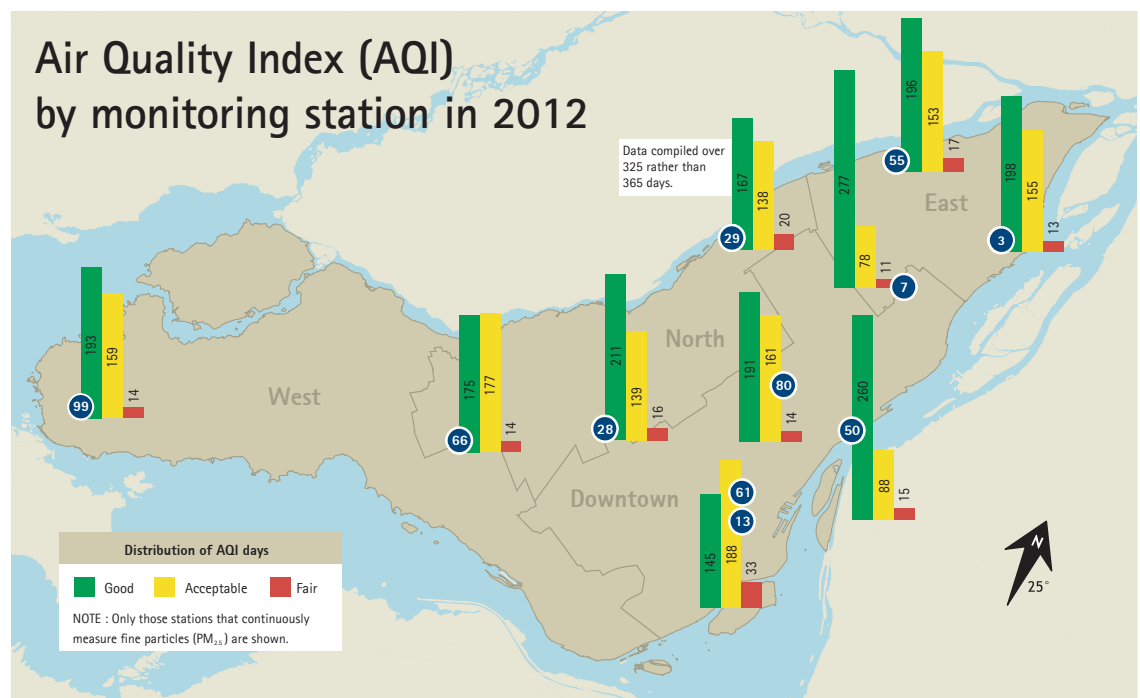 Air Quality Index (AQI)
by monitoring station in 2012
Data compiled over
325 rather than
365 days.
196
153
17
55
East
198
155
13
3
167
138
20
29
277
78
11
7
193
159
14
99
West
175
177
14
66
211
139
16
28
North
191
161
14
80
260
88
15
50
Downtown
145
188
33
61
13
Distribution of AQI days
Good
Acceptable
Fair
NOTE : Only those stations that continuously
measure fine particles (PM2.5) are shown.
N
25°